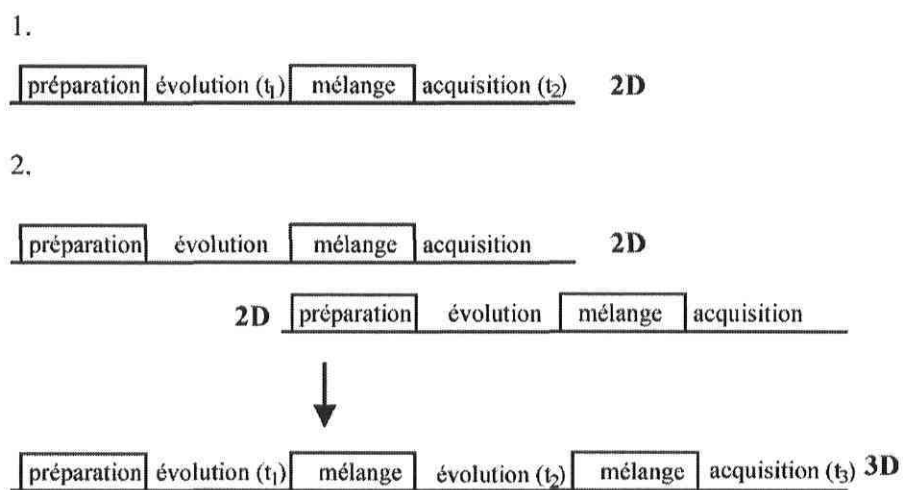 1.
préparation évolution (t₁) mélange acquisition (t₂) 2D
2.
préparation évolution mélange acquisition 2D
2D préparation évolution mélange acquisition
préparation évolution (t₁) mélange évolution (t₂) mélange acquisition (t₃) 3D